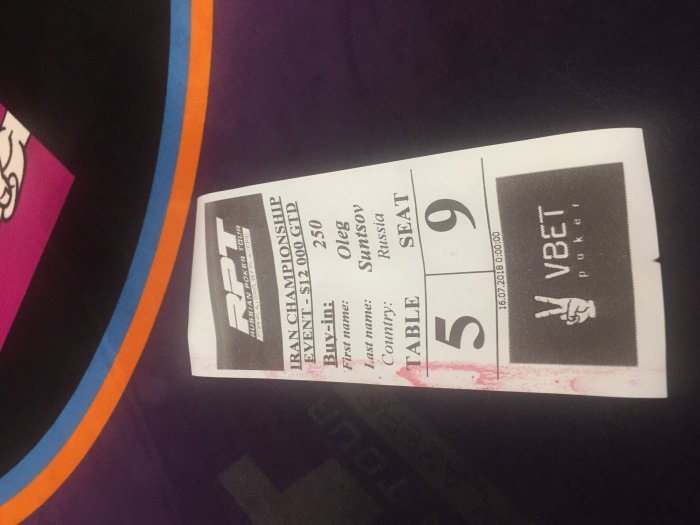 RPT
RUSSIAN POKER TOUR
IRAN CHAMPIONSHIP
EVENT - $12 000 GTD
Buy-in: 250
First name: Oleg
Last name: Suntsov
Country: Russia
TABLE SEAT
5 9
16.07.2018 0:00:00
VBET
poker
TOUR